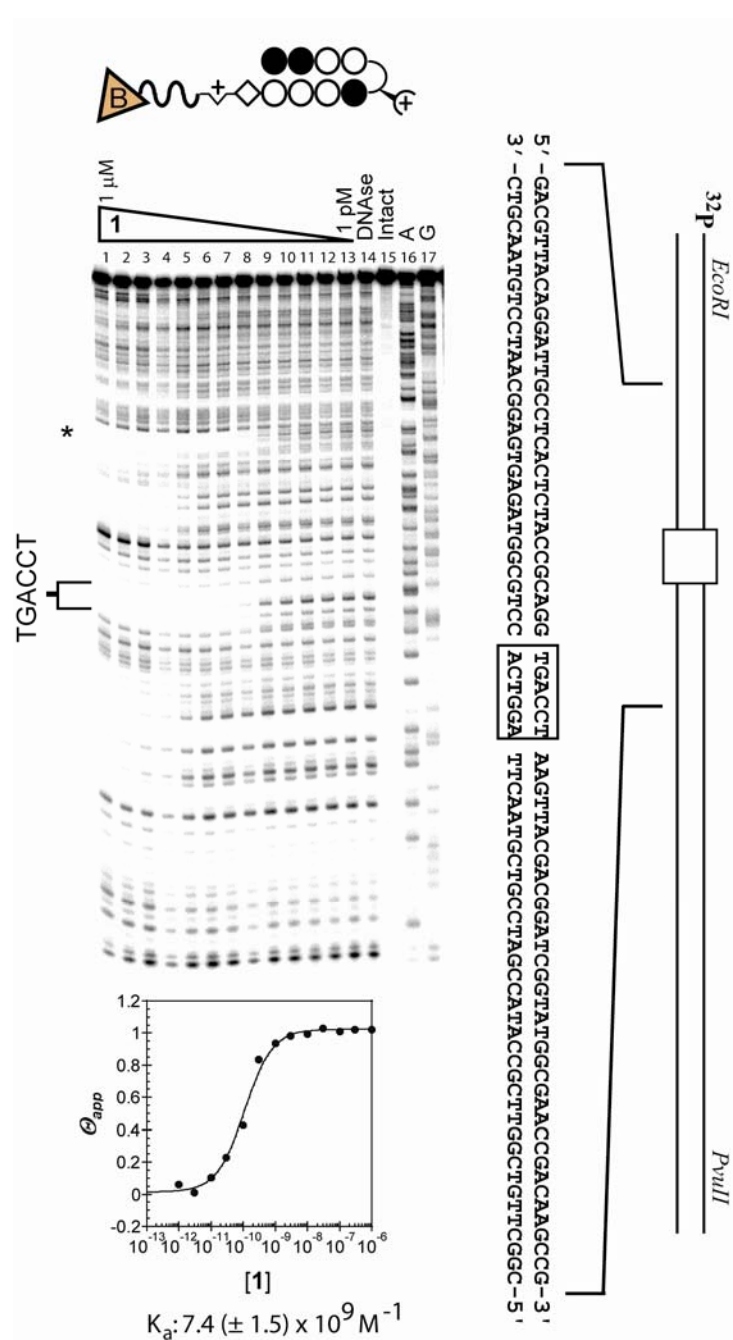 B
+
(+
1 µM
1
1 pM
DNAse
Intact
A
G
1 2 3 4 5 6 7 8 9 10 11 12 13 14 15 16 17
*
TGACCT
5′-GACGTTACAGGATTGCCTCACTCTACCGCAGG TGACCT AAGTTACGACGGATCGGTATGGCGAACCGACAAGCCG-3′
3′-CTGCAATGTCCTAACGGAGTGAGATGGCGTCC ACTGGA TTCAATGCTGCCTAGCCATACCGCTTGGCTGTTCGGC-5′
32P
EcoRI
PvuII
1.2
1
0.8
0.6
0.4
0.2
0
-0.2
Θapp
10-13 10-12 10-11 10-10 10-9 10-8 10-7 10-6
[1]
Ka: 7.4 (± 1.5) x 10^9 M^-1